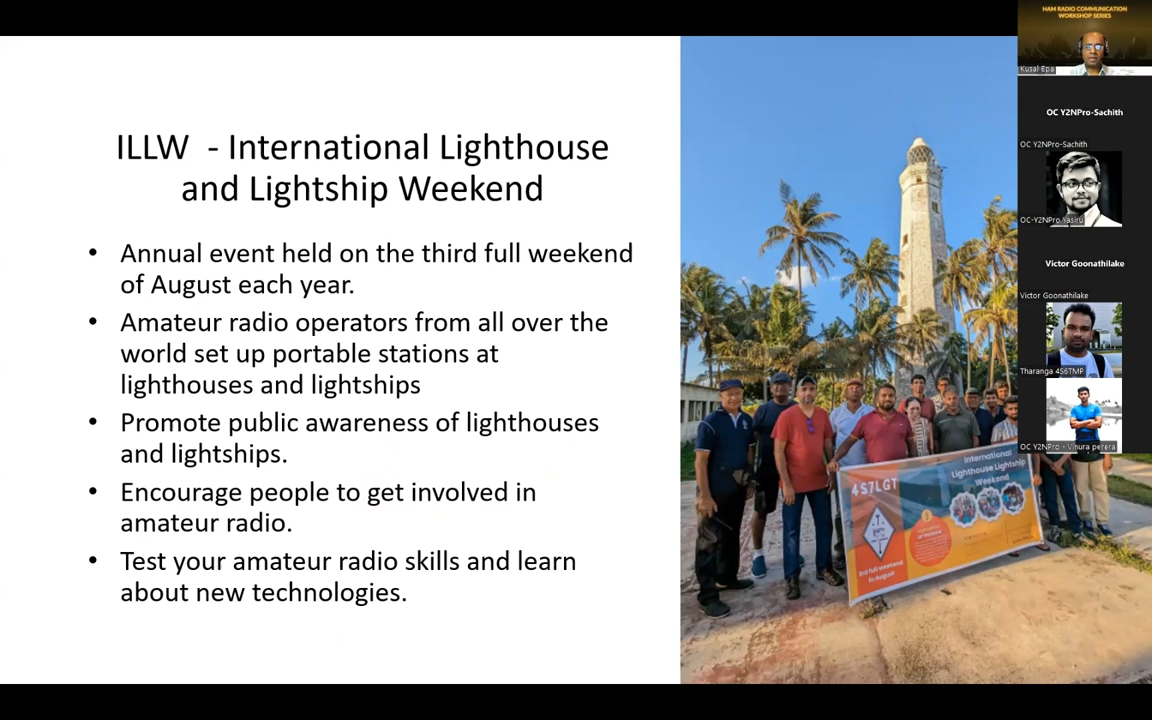 ILLW - International Lighthouse
and Lightship Weekend
• Annual event held on the third full weekend
of August each year.
• Amateur radio operators from all over the
world set up portable stations at
lighthouses and lightships
• Promote public awareness of lighthouses
and lightships.
• Encourage people to get involved in
amateur radio.
• Test your amateur radio skills and learn
about new technologies.
4S7LGT
3rd full weekend
in August
International
Lighthouse Lightship
Weekend
HAM RADIO COMMUNICATION
WORKSHOP SERIES
Kusal Epa
OC Y2NPro-Sachith
OC Y2NPro-Sachith
OC-Y2NPro Yasiru
Victor Goonathilake
Victor Goonathilake
Tharanga 4S6TMP
OC Y2NPro - Vinura perera